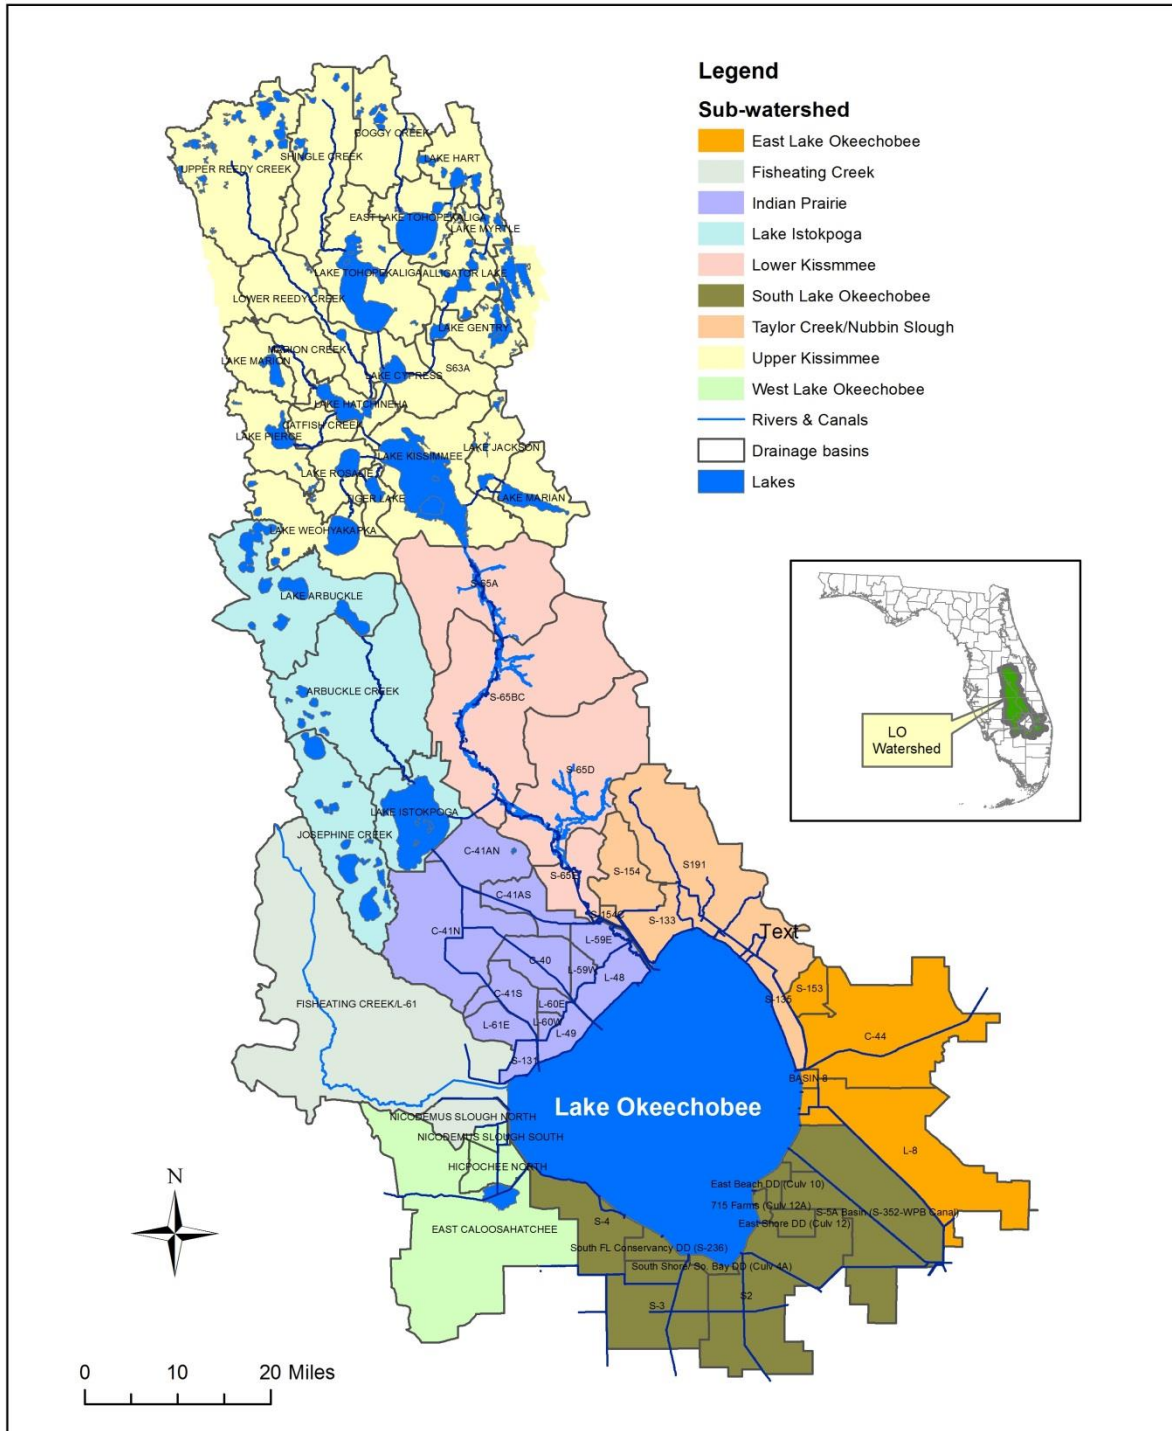 Legend
Sub-watershed
East Lake Okeechobee
Fisheating Creek
Indian Prairie
Lake Istokpoga
Lower Kissmmee
South Lake Okeechobee
Taylor Creek/Nubbin Slough
Upper Kissimmee
West Lake Okeechobee
Rivers & Canals
Drainage basins
Lakes
BOGGY CREEK
SHINGLE CREEK
LAKE HART
UPPER REEDY CREEK
EAST LAKE TOHOPEKALIGA
LAKE MYRTLE
LAKE TOHOPEKALIGA
ALLIGATOR LAKE
LOWER REEDY CREEK
LAKE GENTRY
MARION CREEK
LAKE MARION
S63A
LAKE CYPRESS
LAKE HATCHINEHA
CATFISH CREEK
LAKE PIERCE
LAKE JACKSON
LAKE KISSIMMEE
LAKE ROSALIE
TIGER LAKE
LAKE MARIAN
LAKE WEOHYAKAPKA
S-65A
LAKE ARBUCKLE
ARBUCKLE CREEK
S-65BC
LO
Watershed
S-65D
LAKE ISTOKPOGA
JOSEPHINE CREEK
C-41AN
S-154
S191
S-65E
C-41AS
S-154C
S-133
C-41N
Text
L-59E
C-40
L-59W
L-48
S-153
C-41S
S-135
FISHEATING CREEK/L-61
L-60E
L-61E
L-60W
L-49
C-44
S-131
BASIN 8
Lake Okeechobee
NICODEMUS SLOUGH NORTH
NICODEMUS SLOUGH SOUTH
L-8
HICPOCHEE NORTH
East Beach DD (Culv 10)
715 Farms (Culv 12A)
S-5A Basin (S-352-WPB Canal)
East Shore DD (Culv 12)
S-4
EAST CALOOSAHATCHEE
South FL Conservancy DD (S-236)
South Shore/ So. Bay DD (Culv 4A)
S2
S-3
N
0 10 20 Miles